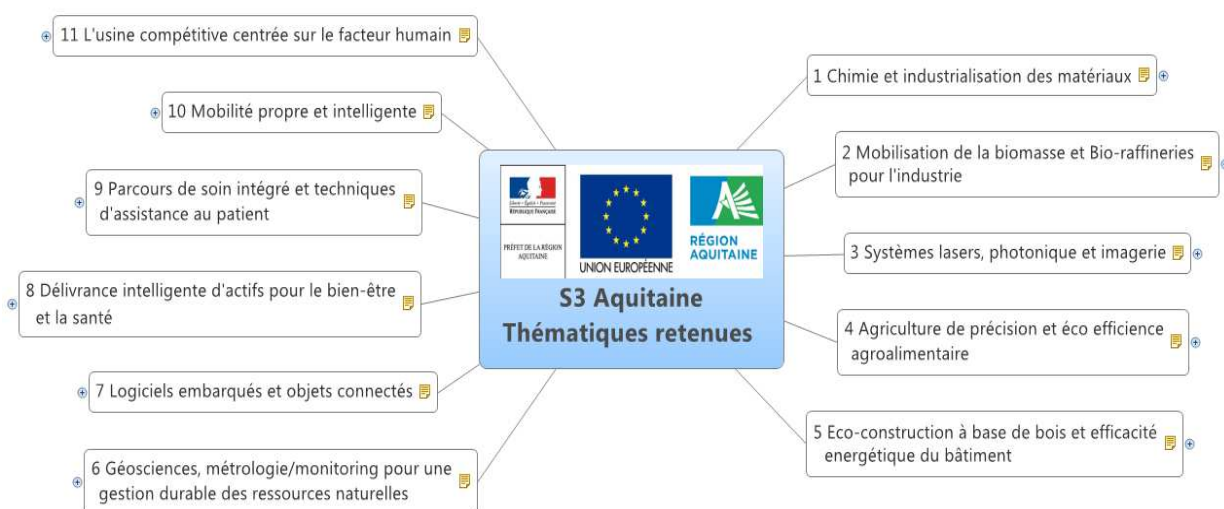 11 L'usine compétitive centrée sur le facteur humain
10 Mobilité propre et intelligente
9 Parcours de soin intégré et techniques
d'assistance au patient
8 Délivrance intelligente d'actifs pour le bien-être
et la santé
7 Logiciels embarqués et objets connectés
6 Géosciences, métrologie/monitoring pour une
gestion durable des ressources naturelles
Liberté • Égalité • Fraternité
RÉPUBLIQUE FRANÇAISE
PRÉFET DE LA RÉGION
AQUITAINE
UNION EUROPÉENNE
RÉGION
AQUITAINE
S3 Aquitaine
Thématiques retenues
1 Chimie et industrialisation des matériaux
2 Mobilisation de la biomasse et Bio-raffineries
pour l'industrie
3 Systèmes lasers, photonique et imagerie
4 Agriculture de précision et éco efficience
agroalimentaire
5 Eco-construction à base de bois et efficacité
energétique du bâtiment